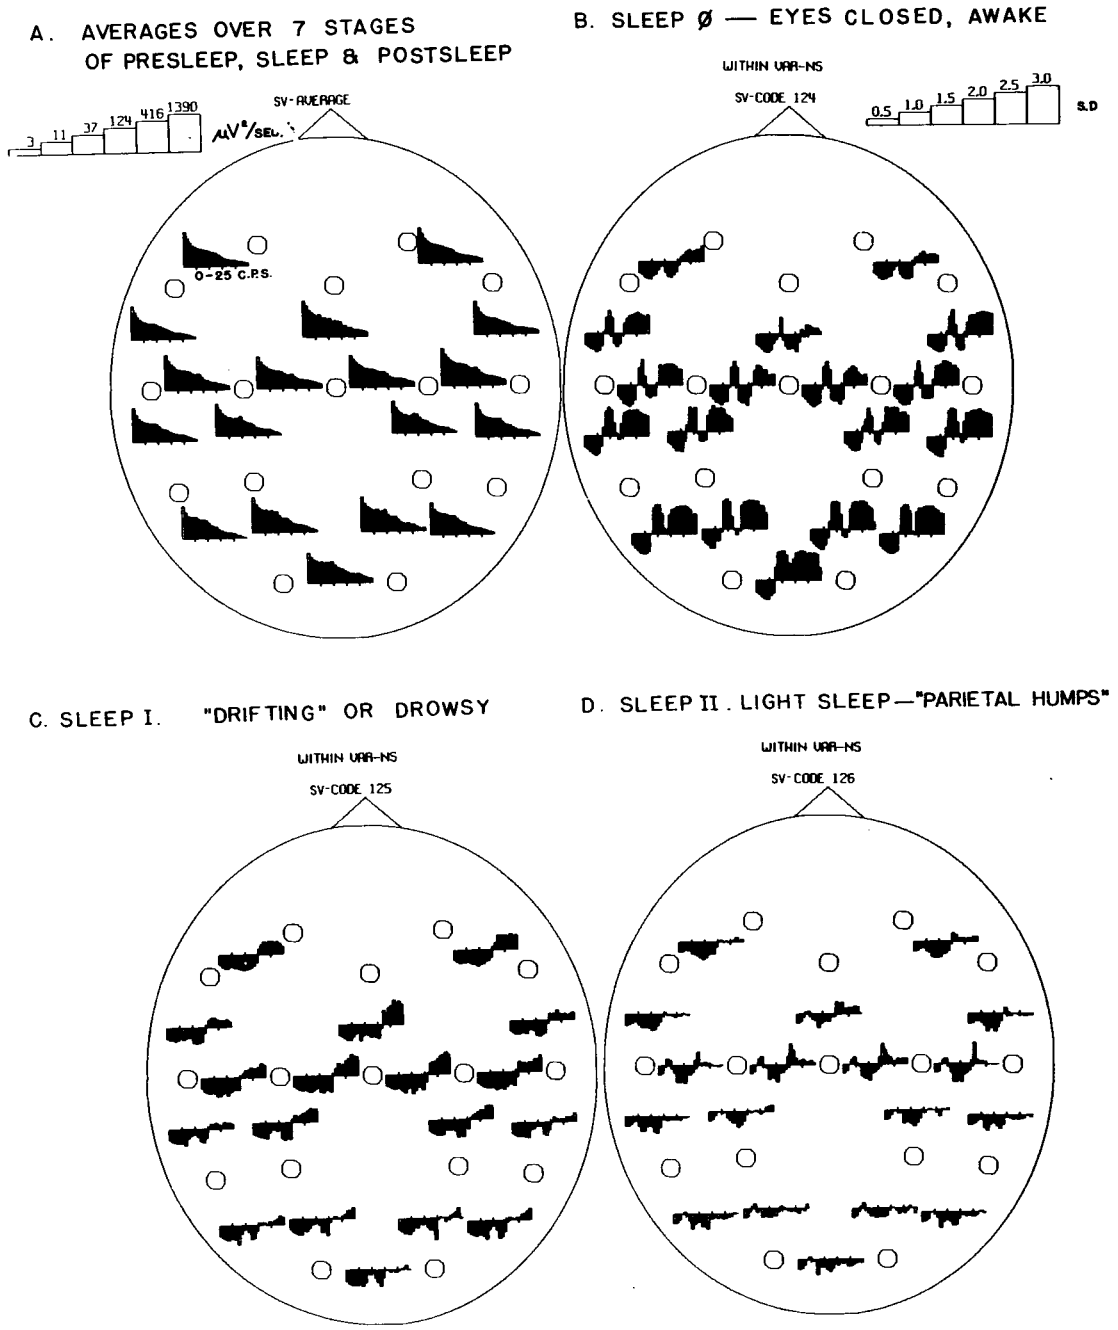 A. AVERAGES OVER 7 STAGES
OF PRESLEEP, SLEEP & POSTSLEEP
SV-AVERAGE
3 11 37 124 416 1390
μV²/SEC.
0-25 C.P.S.
B. SLEEP Ø — EYES CLOSED, AWAKE
WITHIN VAR-NS
SV-CODE 124
0.5 1.0 1.5 2.0 2.5 3.0
S.D
C. SLEEP I. "DRIFTING" OR DROWSY
WITHIN VAR-NS
SV-CODE 125
D. SLEEP II. LIGHT SLEEP—"PARIETAL HUMPS"
WITHIN VAR-NS
SV-CODE 126